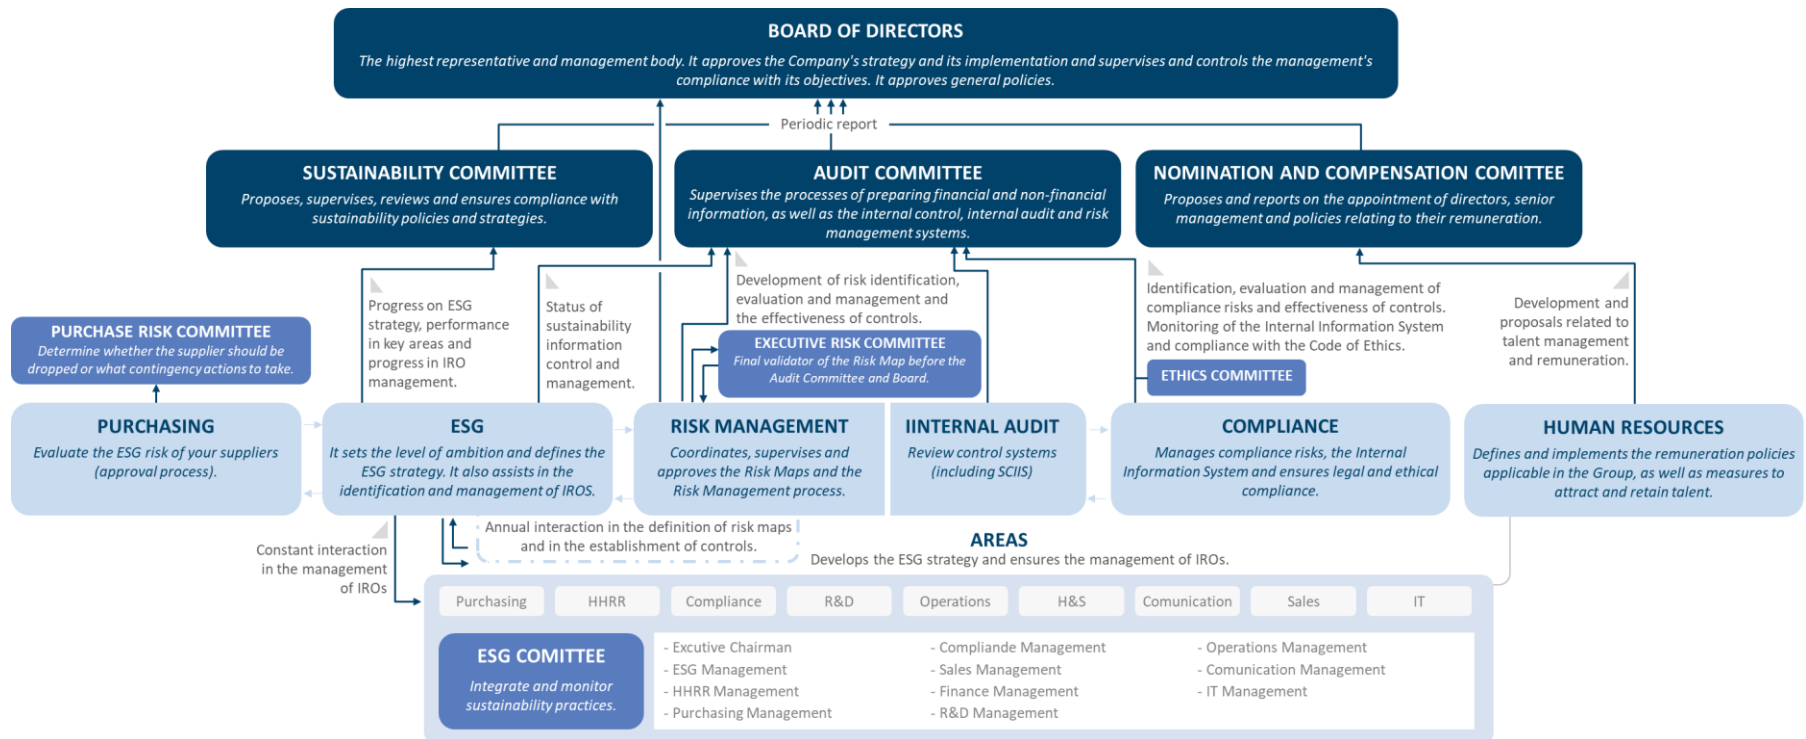 BOARD OF DIRECTORS
The highest representative and management body. It approves the Company's strategy and its implementation and supervises and controls the management's
compliance with its objectives. It approves general policies.
Periodic report
SUSTAINABILITY COMMITTEE
Proposes, supervises, reviews and ensures compliance with
sustainability policies and strategies.
AUDIT COMMITTEE
Supervises the processes of preparing financial and non-financial
information, as well as the internal control, internal audit and risk
management systems.
NOMINATION AND COMPENSATION COMITTEE
Proposes and reports on the appointment of directors, senior
management and policies relating to their remuneration.
Progress on ESG
strategy, performance
in key areas and
progress in IRO
management.
Status of
sustainability
information
control and
management.
Development of risk identification,
evaluation and management and
the effectiveness of controls.
Identification, evaluation and management of
compliance risks and effectiveness of controls.
Monitoring of the Internal Information System
and compliance with the Code of Ethics.
Development and
proposals related to
talent management
and remuneration.
PURCHASE RISK COMMITTEE
Determine whether the supplier should be
dropped or what contingency actions to take.
EXECUTIVE RISK COMMITTEE
Final validator of the Risk Map before the
Audit Committee and Board.
ETHICS COMMITTEE
PURCHASING
Evaluate the ESG risk of your suppliers
(approval process).
ESG
It sets the level of ambition and defines the
ESG strategy. It also assists in the
identification and management of IROS.
RISK MANAGEMENT
Coordinates, supervises and
approves the Risk Maps and the
Risk Management process.
IINTERNAL AUDIT
Review control systems
(including SCIIS)
COMPLIANCE
Manages compliance risks, the Internal
Information System and ensures legal and ethical
compliance.
HUMAN RESOURCES
Defines and implements the remuneration policies
applicable in the Group, as well as measures to
attract and retain talent.
Constant interaction
in the management
of IROs
Annual interaction in the definition of risk maps
and in the establishment of controls.
AREAS
Develops the ESG strategy and ensures the management of IROs.
Purchasing
HHRR
Compliance
R&D
Operations
H&S
Comunication
Sales
IT
ESG COMITTEE
Integrate and monitor
sustainability practices.
- Excutive Chairman
- ESG Management
- HHRR Management
- Purchasing Management
- Compliande Management
- Sales Management
- Finance Management
- R&D Management
- Operations Management
- Comunication Management
- IT Management